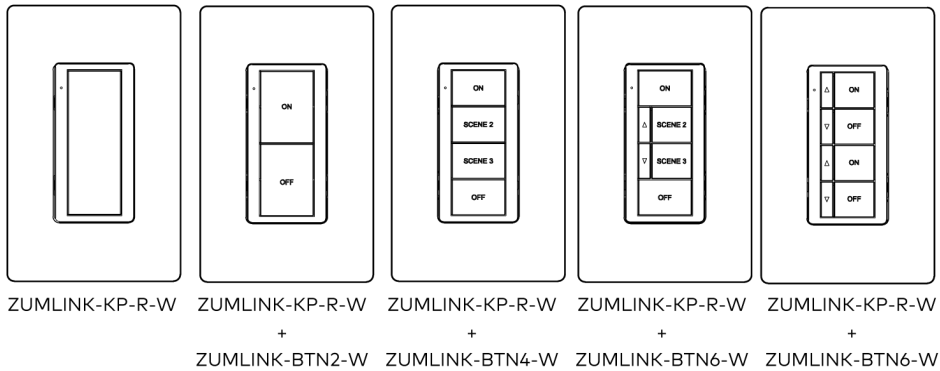 ON
OFF
ON
SCENE 2
SCENE 3
OFF
ON
△ SCENE 2
▽ SCENE 3
OFF
△ ON
▽ OFF
△ ON
▽ OFF
ZUMLINK-KP-R-W ZUMLINK-KP-R-W ZUMLINK-KP-R-W ZUMLINK-KP-R-W ZUMLINK-KP-R-W
+ + + +
ZUMLINK-BTN2-W ZUMLINK-BTN4-W ZUMLINK-BTN6-W ZUMLINK-BTN6-W